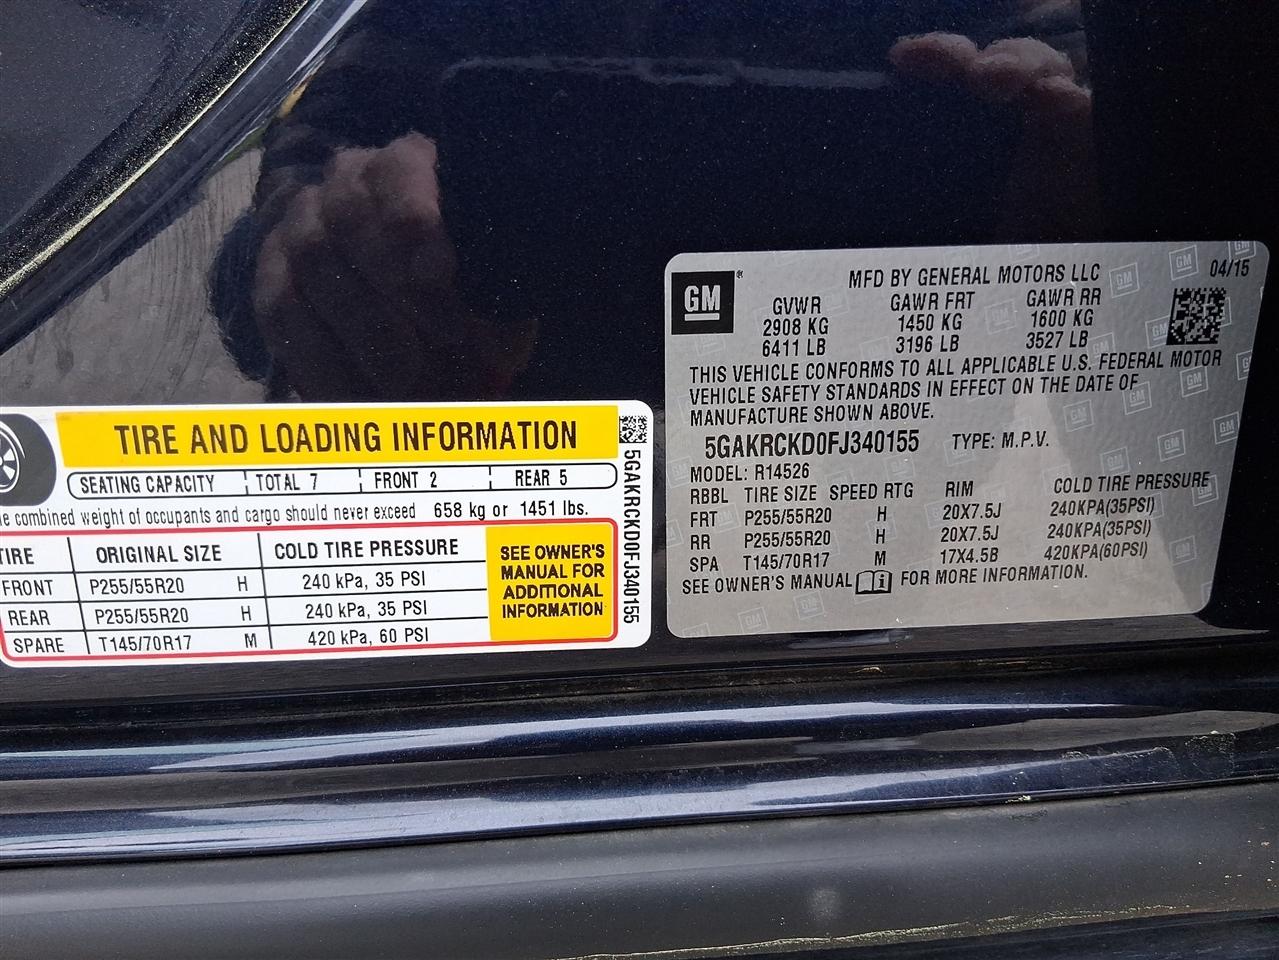 TIRE AND LOADING INFORMATION
SEATING CAPACITY TOTAL 7 FRONT 2 REAR 5
combined weight of occupants and cargo should never exceed 658 kg or 1451 lbs.
TIRE ORIGINAL SIZE COLD TIRE PRESSURE
FRONT P255/55R20 H 240 kPa, 35 PSI
REAR P255/55R20 H 240 kPa, 35 PSI
SPARE T145/70R17 M 420 kPa, 60 PSI
SEE OWNER'S
MANUAL FOR
ADDITIONAL
INFORMATION
5GAKRCKD0FJ340155
GM
MFD BY GENERAL MOTORS LLC 04/15
GVWR GAWR FRT GAWR RR
2908 KG 1450 KG 1600 KG
6411 LB 3196 LB 3527 LB
THIS VEHICLE CONFORMS TO ALL APPLICABLE U.S. FEDERAL MOTOR
VEHICLE SAFETY STANDARDS IN EFFECT ON THE DATE OF
MANUFACTURE SHOWN ABOVE.
5GAKRCKD0FJ340155 TYPE: M.P.V.
MODEL: R14526
RBBL TIRE SIZE SPEED RTG RIM COLD TIRE PRESSURE
FRT P255/55R20 H 20X7.5J 240KPA(35PSI)
RR P255/55R20 H 20X7.5J 240KPA(35PSI)
SPA T145/70R17 M 17X4.5B 420KPA(60PSI)
SEE OWNER'S MANUAL FOR MORE INFORMATION.